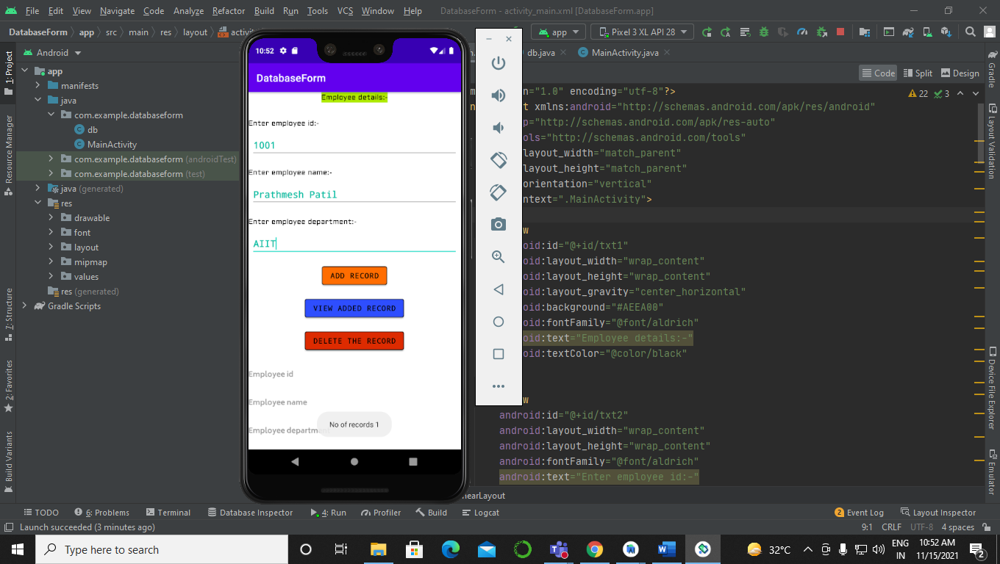 File Edit View Navigate Code Analyze Refactor Build Run Tools VCS Window Help DatabaseForm - activity_main.xml [DatabaseForm.app]
DatabaseForm app src main res layout app Pixel 3 XL API 28
Android
db.java MainActivity.java
Code Split Design
22 3
1: Project
Resource Manager
7: Structure
2: Favorites
Build Variants
app
manifests
java
com.example.databaseform
db
MainActivity
com.example.databaseform (androidTest)
com.example.databaseform (test)
java (generated)
res
drawable
font
layout
mipmap
values
res (generated)
Gradle Scripts
10:52
DatabaseForm
Employee details:-
Enter employee id:-
1001
Enter employee name:-
Prathmesh Patil
Enter employee department:-
AIIT
ADD RECORD
VIEW ADDED RECORD
DELETE THE RECORD
Employee id
Employee name
Employee department
No of records 1
="1.0" encoding="utf-8"?>
t xmlns:android="http://schemas.android.com/apk/res/android"
p="http://schemas.android.com/apk/res-auto"
ols="http://schemas.android.com/tools"
layout_width="match_parent"
layout_height="match_parent"
orientation="vertical"
ntext=".MainActivity">
w
oid:id="@+id/txt1"
oid:layout_width="wrap_content"
oid:layout_height="wrap_content"
oid:layout_gravity="center_horizontal"
oid:background="#AEEA00"
oid:fontFamily="@font/aldrich"
oid:text="Employee details:-"
oid:textColor="@color/black"
w
android:id="@+id/txt2"
android:layout_width="wrap_content"
android:layout_height="wrap_content"
android:fontFamily="@font/aldrich"
android:text="Enter employee id:-"
nearLayout
Gradle
Layout Validation
Device File Explorer
Emulator
TODO 6: Problems Terminal Database Inspector 4: Run Profiler Build Logcat 2 Event Log Layout Inspector
Launch succeeded (3 minutes ago) 9:1 CRLF UTF-8 4 spaces
Type here to search 32°C ENG 10:52 AM
IN 11/15/2021 2